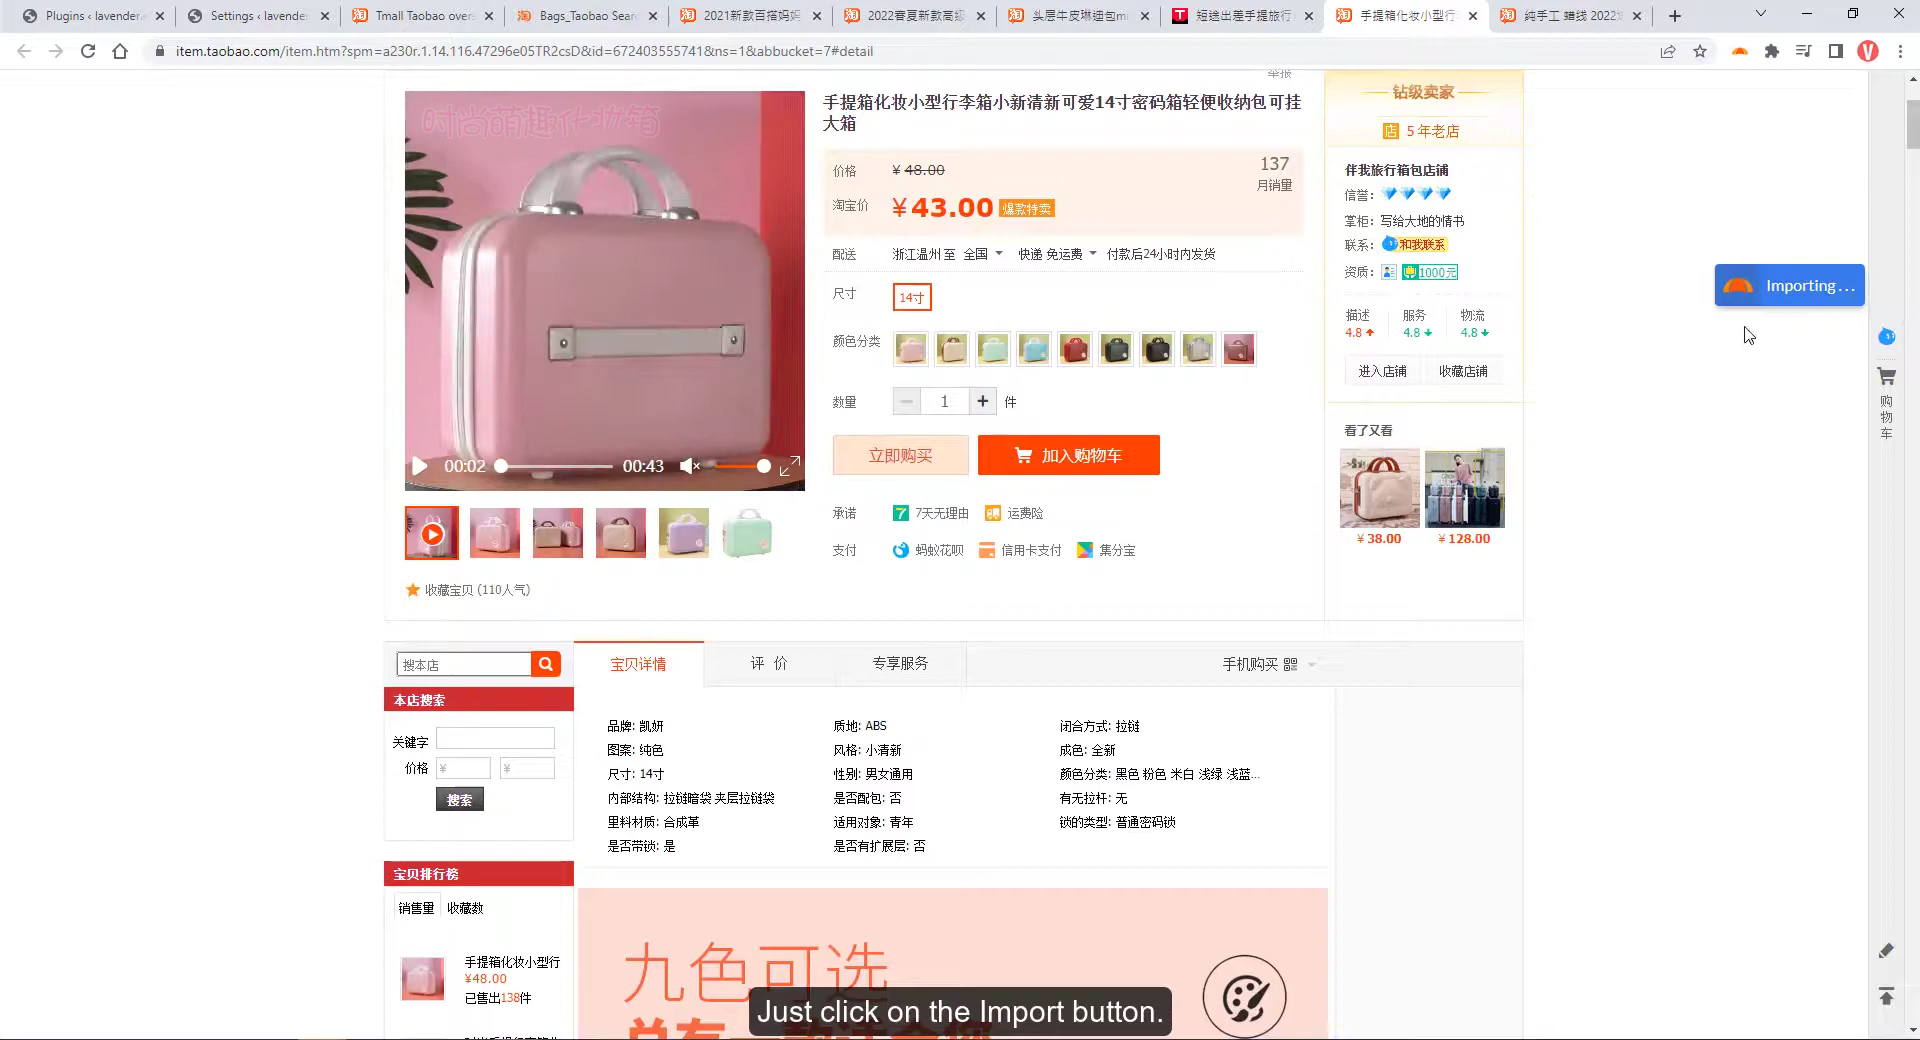 Plugins ‹ lavender.
Settings ‹ lavende
Tmall Taobao over
Bags_Taobao Sear
2021新款百搭妈妈
2022春夏新款高级
头层牛皮琳迪包mi
短途出差手提旅行
手提箱化妆小型行
纯手工 蜡线 2022
item.taobao.com/item.htm?spm=a230r.1.14.116.47296e05TR2csD&id=672403555741&ns=1&abbucket=7#detail
V
举报
时尚萌趣化妆箱
手提箱化妆小型行李箱小新清新可爱14寸密码箱轻便收纳包可挂
大箱
价格 ¥ 48.00
137
月销量
淘宝价 ¥43.00 爆款特卖
配送 浙江温州 至 全国 快递 免运费 付款后24小时内发货
尺寸 14寸
颜色分类
数量 1 件
立即购买 加入购物车
00:02 00:43
承诺 7天无理由 运费险
支付 蚂蚁花呗 信用卡支付 集分宝
收藏宝贝 (110人气)
钻级卖家
店 5 年老店
伴我旅行箱包店铺
信誉:
掌柜: 写给大地的情书
联系: 和我联系
资质: 1000元
描述 服务 物流
4.8 4.8 4.8
进入店铺 收藏店铺
看了又看
¥ 38.00 ¥ 128.00
Importing...
购
物
车
搜本店
宝贝详情 评 价 专享服务 手机购买
本店搜索
关键字
价格 ¥ ¥
搜索
品牌: 凯妍 质地: ABS 闭合方式: 拉链
图案: 纯色 风格: 小清新 成色: 全新
尺寸: 14寸 性别: 男女通用 颜色分类: 黑色 粉色 米白 浅绿 浅蓝...
内部结构: 拉链暗袋 夹层拉链袋 是否配包: 否 有无拉杆: 无
里料材质: 合成革 适用对象: 青年 锁的类型: 普通密码锁
是否带锁: 是 是否有扩展层: 否
宝贝排行榜
销售量 收藏数
手提箱化妆小型行
¥48.00
已售出138件
九色可选
Just click on the Import button.